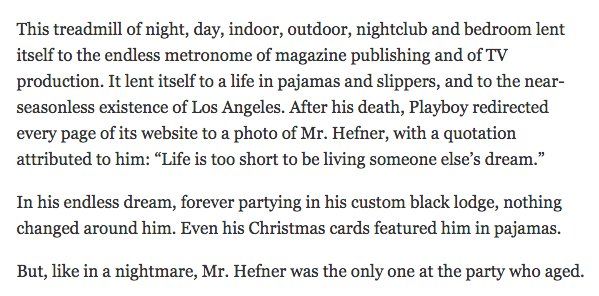 This treadmill of night, day, indoor, outdoor, nightclub and bedroom lent
itself to the endless metronome of magazine publishing and of TV
production. It lent itself to a life in pajamas and slippers, and to the near-
seasonless existence of Los Angeles. After his death, Playboy redirected
every page of its website to a photo of Mr. Hefner, with a quotation
attributed to him: “Life is too short to be living someone else’s dream.”
In his endless dream, forever partying in his custom black lodge, nothing
changed around him. Even his Christmas cards featured him in pajamas.
But, like in a nightmare, Mr. Hefner was the only one at the party who aged.